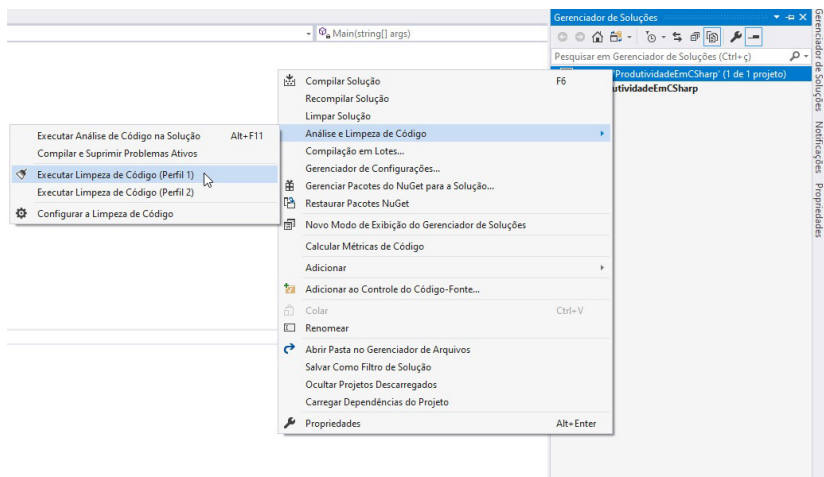 Gerenciador de Soluções
Main(string[] args)
Pesquisar em Gerenciador de Soluções (Ctrl+ç)
'ProdutividadeEmCSharp' (1 de 1 projeto)
utividadeEmCSharp
Compilar Solução F6
Recompilar Solução
Limpar Solução
Análise e Limpeza de Código
Compilação em Lotes...
Gerenciador de Configurações...
Gerenciar Pacotes do NuGet para a Solução...
Restaurar Pacotes NuGet
Novo Modo de Exibição do Gerenciador de Soluções
Calcular Métricas de Código
Adicionar
Adicionar ao Controle do Código-Fonte...
Colar Ctrl+V
Renomear
Abrir Pasta no Gerenciador de Arquivos
Salvar Como Filtro de Solução
Ocultar Projetos Descarregados
Carregar Dependências do Projeto
Propriedades Alt+Enter
Executar Análise de Código na Solução Alt+F11
Compilar e Suprimir Problemas Ativos
Executar Limpeza de Código (Perfil 1)
Executar Limpeza de Código (Perfil 2)
Configurar a Limpeza de Código
Gerenciador de Soluções
Notificações
Propriedades